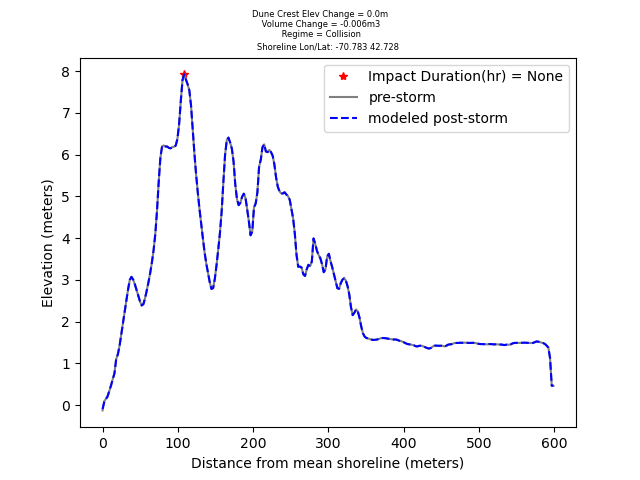 Dune Crest Elev Change = 0.0m
Volume Change = -0.006m3
Regime = Collision
Shoreline Lon/Lat: -70.783 42.728
Impact Duration(hr) = None
pre-storm
modeled post-storm
8
7
6
5
4
3
2
1
0
Elevation (meters)
0 100 200 300 400 500 600
Distance from mean shoreline (meters)